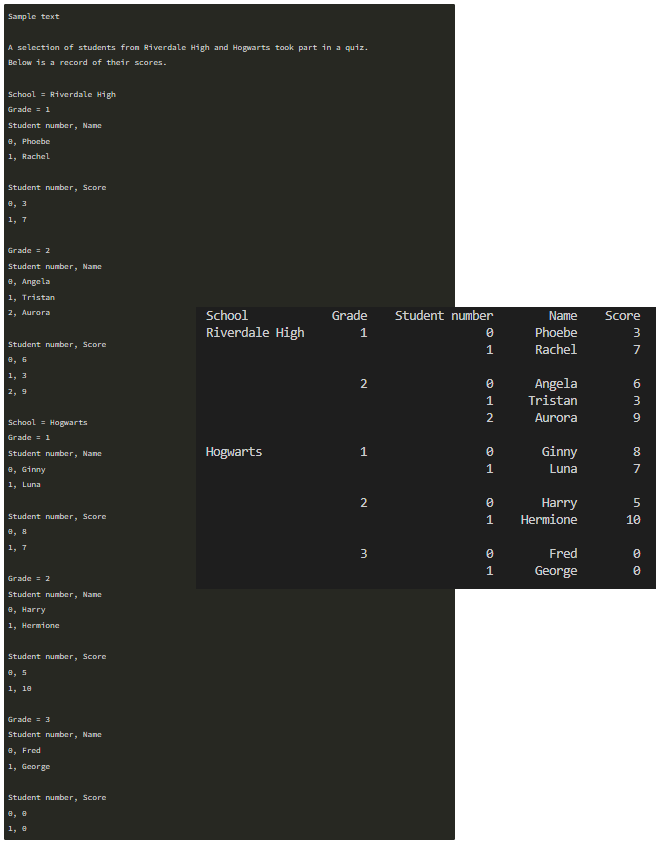 Sample text
A selection of students from Riverdale High and Hogwarts took part in a quiz.
Below is a record of their scores.
School = Riverdale High
Grade = 1
Student number, Name
0, Phoebe
1, Rachel
Student number, Score
0, 3
1, 7
Grade = 2
Student number, Name
0, Angela
1, Tristan
2, Aurora
Student number, Score
0, 6
1, 3
2, 9
School = Hogwarts
Grade = 1
Student number, Name
0, Ginny
1, Luna
Student number, Score
0, 8
1, 7
Grade = 2
Student number, Name
0, Harry
1, Hermione
Student number, Score
0, 5
1, 10
Grade = 3
Student number, Name
0, Fred
1, George
Student number, Score
0, 0
1, 0
School Grade Student number Name Score
Riverdale High 1 0 Phoebe 3
1 Rachel 7
2 0 Angela 6
1 Tristan 3
2 Aurora 9
Hogwarts 1 0 Ginny 8
1 Luna 7
2 0 Harry 5
1 Hermione 10
3 0 Fred 0
1 George 0